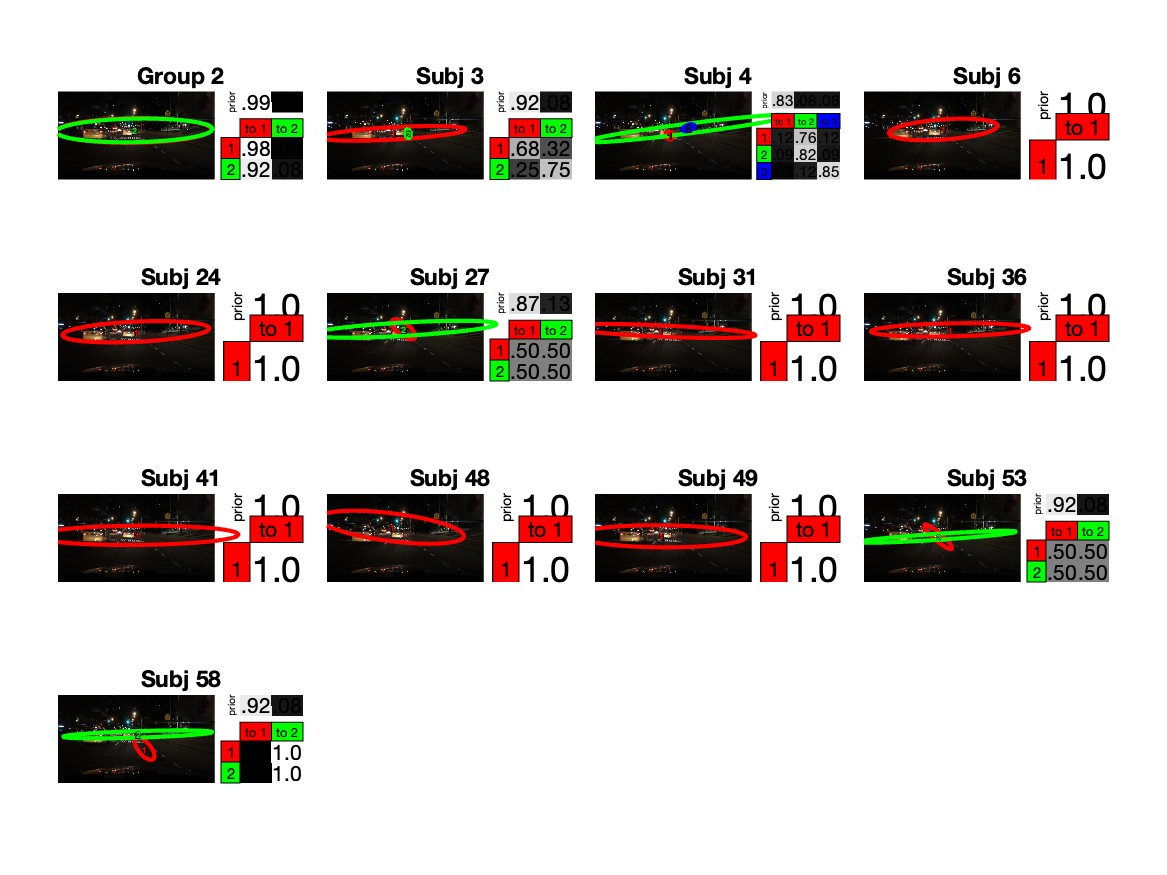 Group 2
prior .99
to 1 to 2
1 .98
2 .92 .08
Subj 3
prior .92 .08
to 1 to 2
1 .68 .32
2 .25 .75
Subj 4
prior .83 .08 .08
to 1 to 2
1 .12 .76 .12
2 .09 .82 .09
.12 .85
Subj 6
prior 1.0
to 1
1 1.0
Subj 24
prior 1.0
to 1
1 1.0
Subj 27
prior .87 .13
to 1 to 2
1 .50 .50
2 .50 .50
Subj 31
prior 1.0
to 1
1 1.0
Subj 36
prior 1.0
to 1
1 1.0
Subj 41
prior 1.0
to 1
1 1.0
Subj 48
prior 1.0
to 1
1 1.0
Subj 49
prior 1.0
to 1
1 1.0
Subj 53
prior .92 .08
to 1 to 2
1 .50 .50
2 .50 .50
Subj 58
prior .92 .08
to 1 to 2
1 1.0
2 1.0